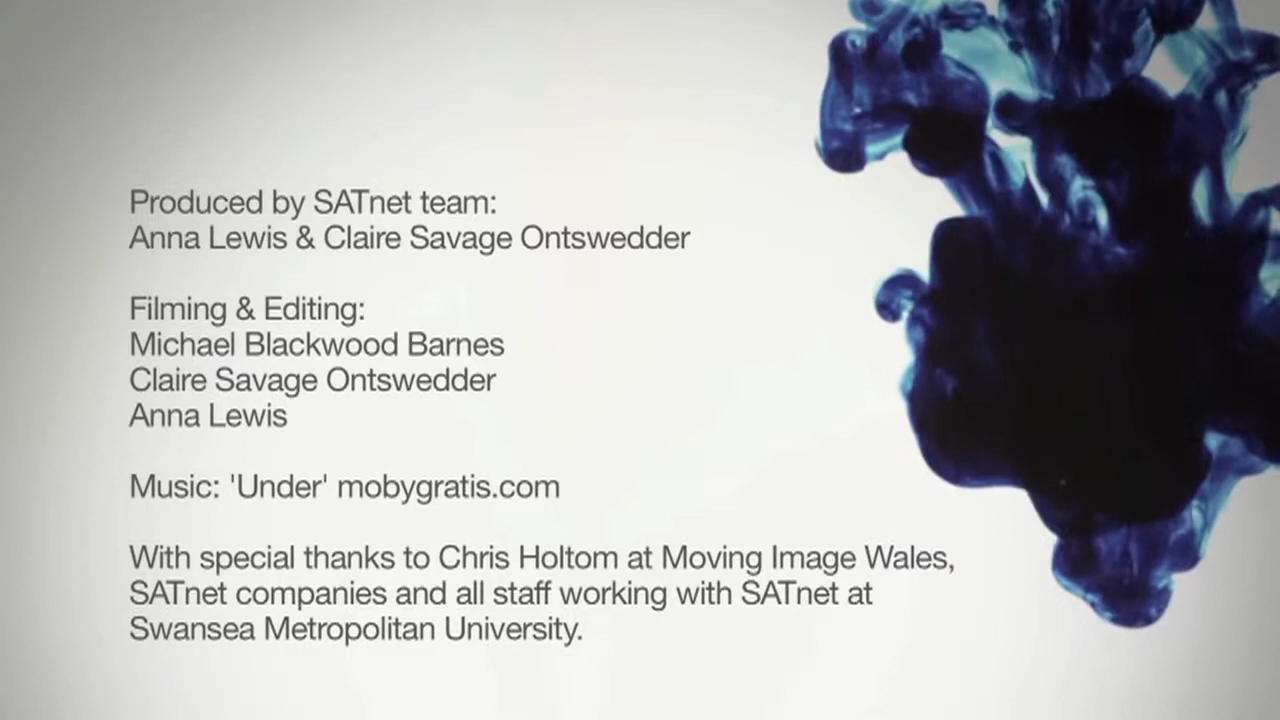 Produced by SATnet team:
Anna Lewis & Claire Savage Ontswedder
Filming & Editing:
Michael Blackwood Barnes
Claire Savage Ontswedder
Anna Lewis
Music: 'Under' mobygratis.com
With special thanks to Chris Holtom at Moving Image Wales,
SATnet companies and all staff working with SATnet at
Swansea Metropolitan University.